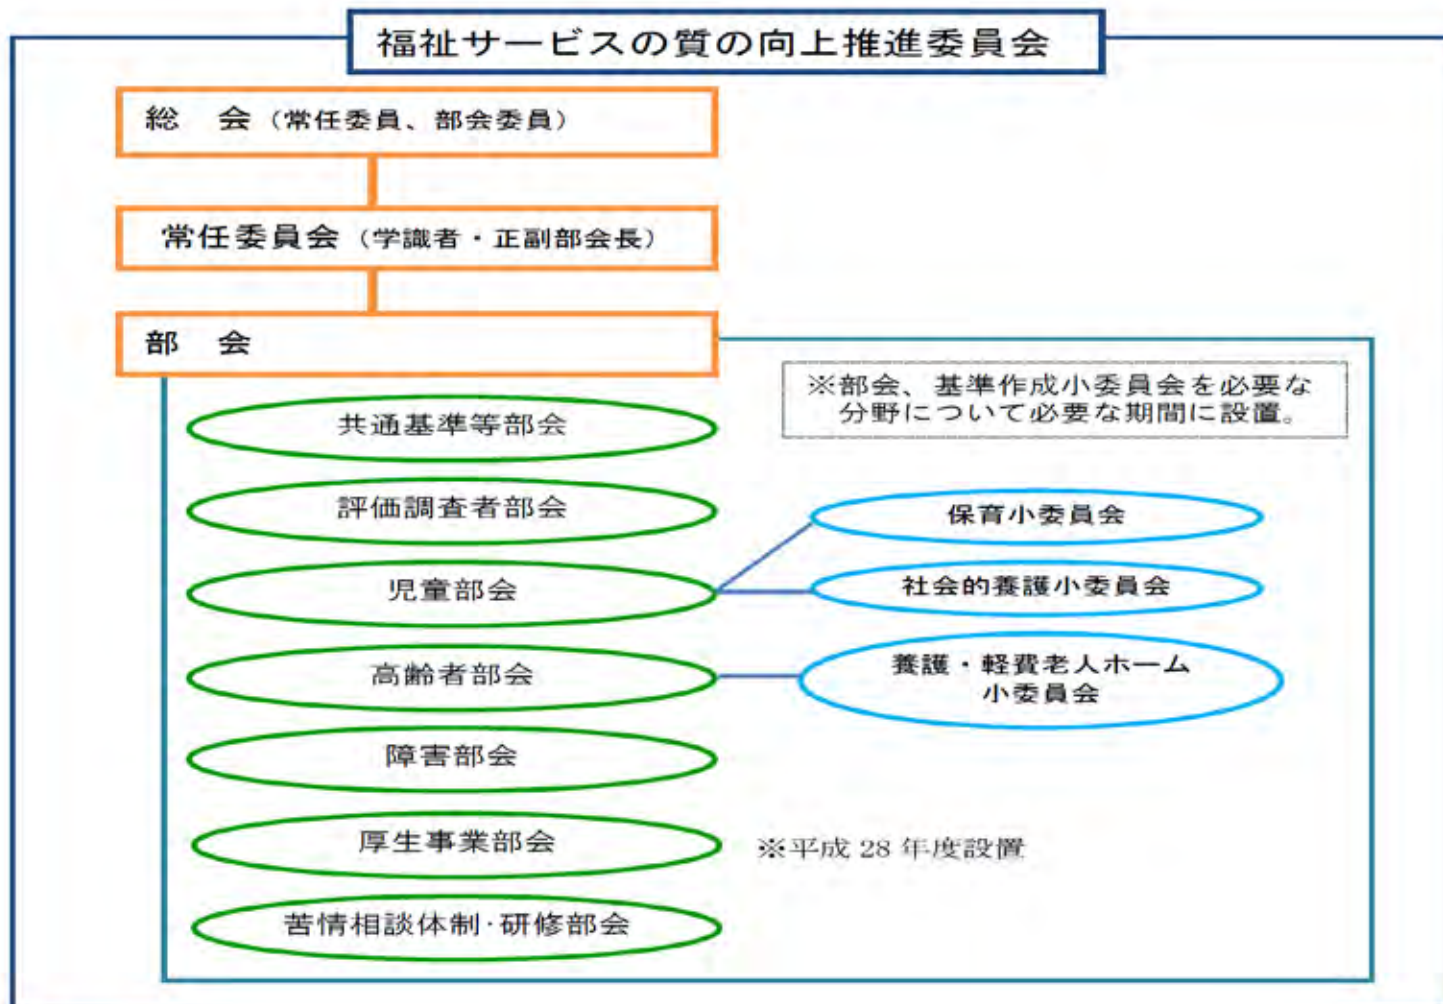 福祉サービスの質の向上推進委員会
総　会（常任委員、部会委員）
常任委員会（学識者・正副部会長）
部　会
※部会、基準作成小委員会を必要な
分野について必要な期間に設置。
共通基準等部会
評価調査者部会
児童部会
保育小委員会
社会的養護小委員会
高齢者部会
養護・軽費老人ホーム
小委員会
障害部会
厚生事業部会
※平成 28 年度設置
苦情相談体制･研修部会